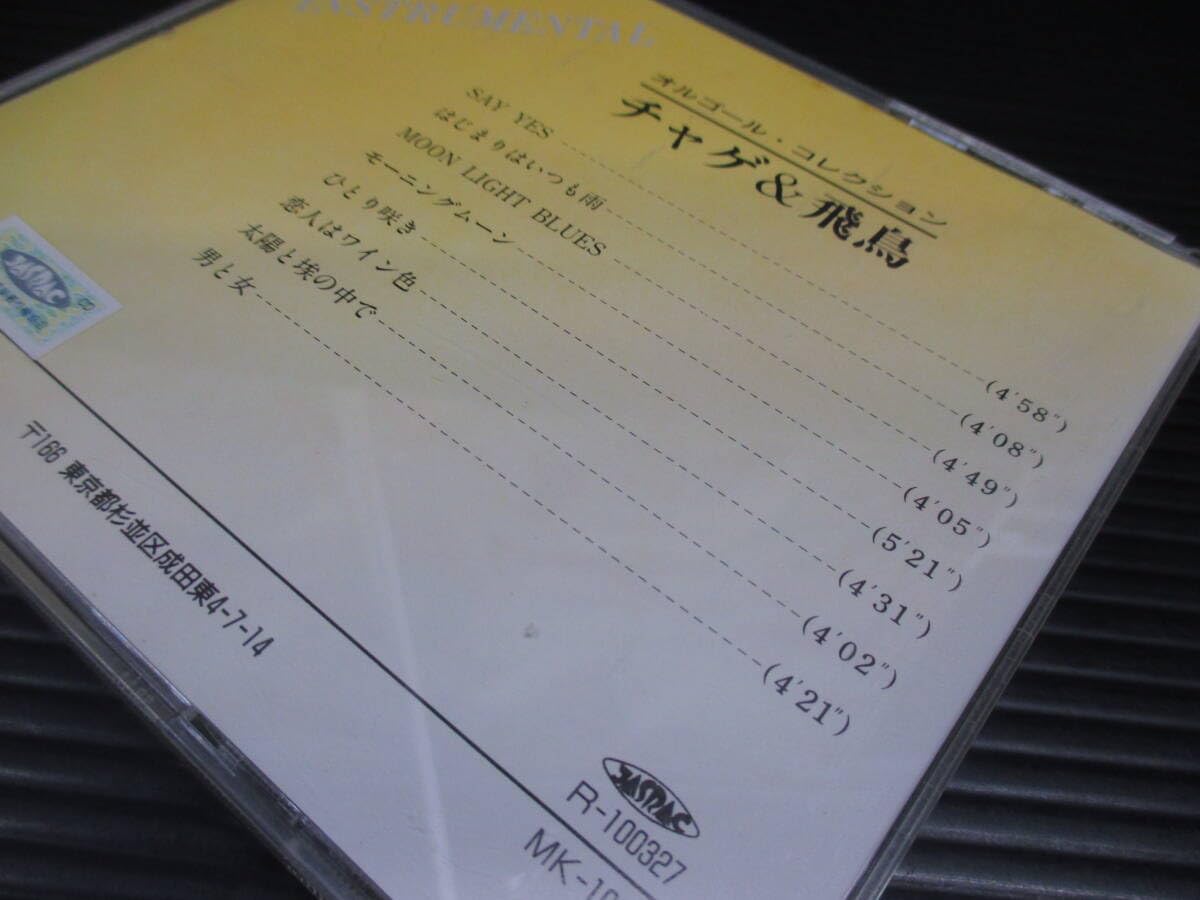 INSTRUMENTAL
オルゴール・コレクション
チャゲ&飛鳥
SAY YES (4'58")
はじまりはいつも雨 (4'08")
MOON LIGHT BLUES (4'49")
モーニングムーン (4'05")
ひとり咲き (5'21")
恋人はワイン色 (4'31")
太陽と埃の中で (4'02")
男と女 (4'21")
JASRAC
〒166 東京都杉並区成田東4-7-14
JASRAC
R-100327
MK-10